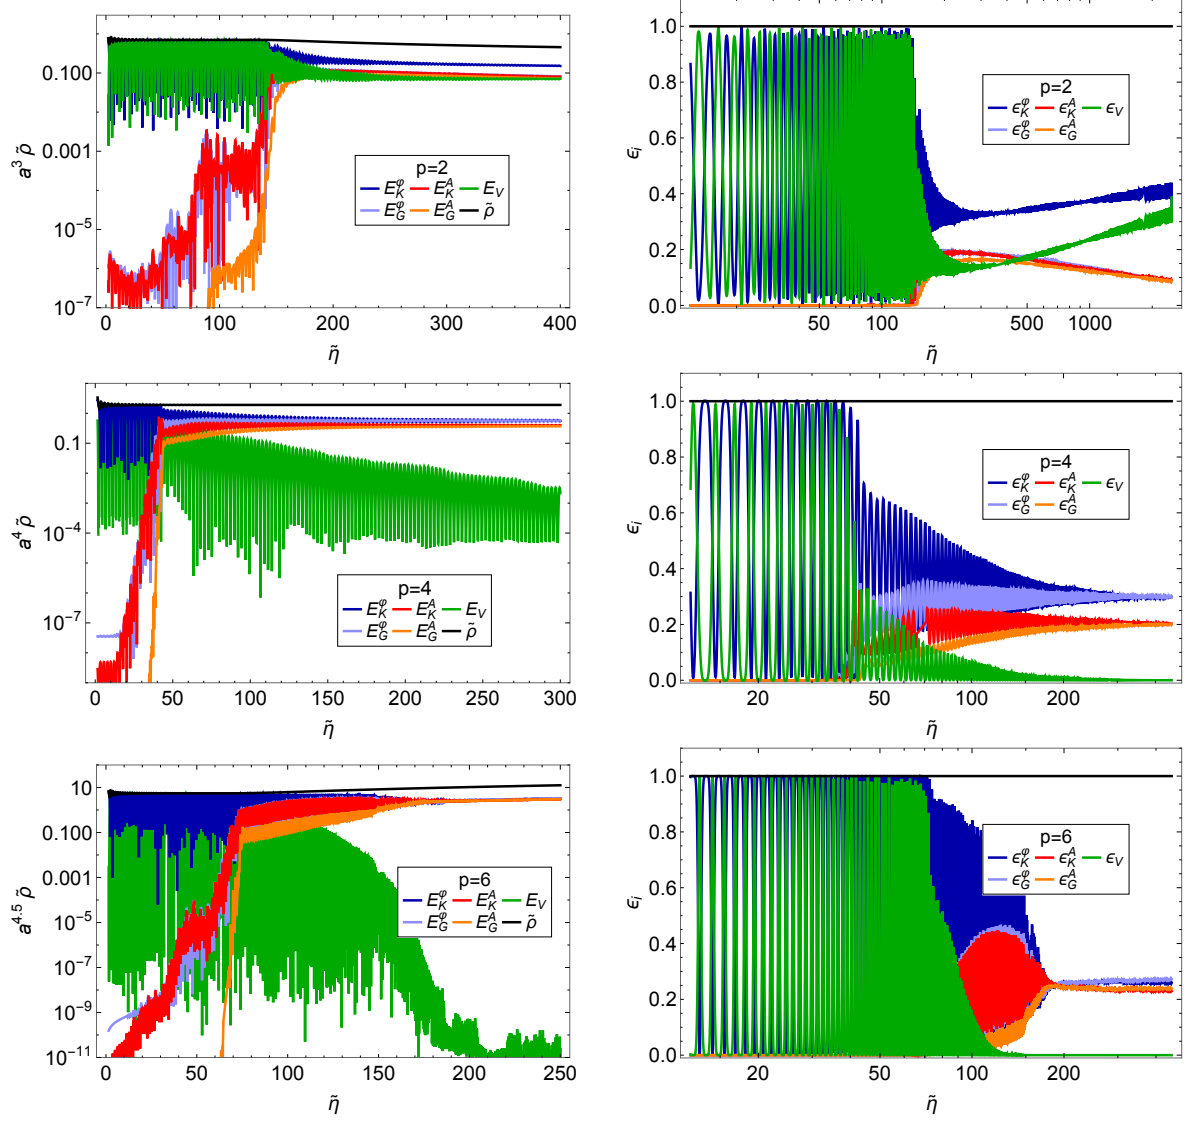 0.100
0.001
10^-5
10^-7
a^3 ρ̃
p=2
E_K^φ E_K^A E_V
E_G^φ E_G^A ρ̃
0 100 200 300 400
η̃
1.0
0.8
0.6
0.4
0.2
0.0
ϵ_i
p=2
ϵ_K^φ ϵ_K^A ϵ_V
ϵ_G^φ ϵ_G^A
50 100 500 1000
η̃
0.1
10^-4
10^-7
a^4 ρ̃
p=4
E_K^φ E_K^A E_V
E_G^φ E_G^A ρ̃
0 50 100 150 200 250 300
η̃
1.0
0.8
0.6
0.4
0.2
0.0
ϵ_i
p=4
ϵ_K^φ ϵ_K^A ϵ_V
ϵ_G^φ ϵ_G^A
20 50 100 200
η̃
10
0.100
0.001
10^-5
10^-7
10^-9
10^-11
a^4.5 ρ̃
p=6
E_K^φ E_K^A E_V
E_G^φ E_G^A ρ̃
0 50 100 150 200 250
η̃
1.0
0.8
0.6
0.4
0.2
0.0
ϵ_i
p=6
ϵ_K^φ ϵ_K^A ϵ_V
ϵ_G^φ ϵ_G^A
20 50 100 200
η̃